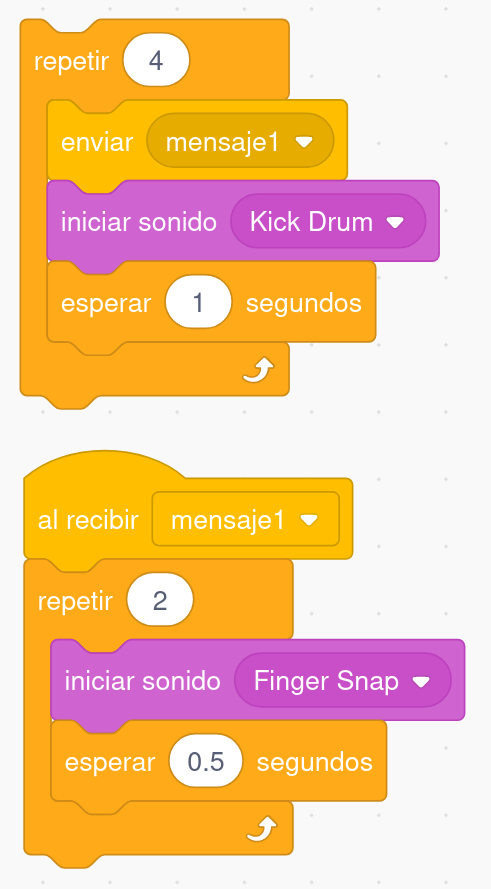 repetir 4
enviar mensaje1
iniciar sonido Kick Drum
esperar 1 segundos
al recibir mensaje1
repetir 2
iniciar sonido Finger Snap
esperar 0.5 segundos